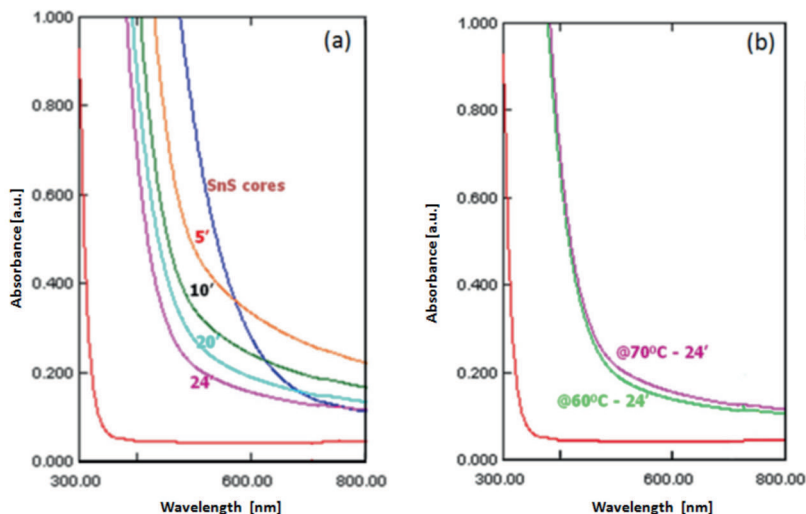 (a)
1.000
0.800
0.600
0.400
0.200
0.000
Absorbance [a.u.]
SnS cores
5′
10′
20′
24′
300.00
600.00
800.00
Wavelength [nm]
(b)
1.000
0.800
0.600
0.400
0.200
0.000
Absorbance [a.u.]
@70⁰C - 24′
@60⁰C - 24′
300.00
600.00
800.00
Wavelength [nm]